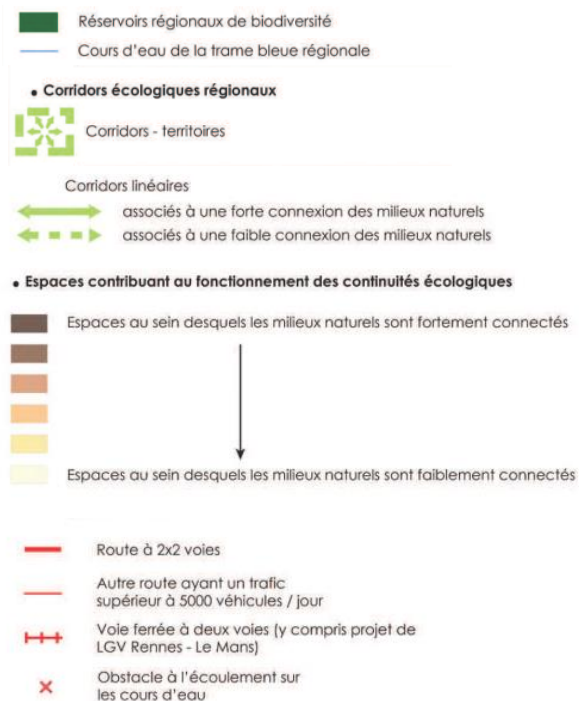 Réservoirs régionaux de biodiversité
Cours d'eau de la trame bleue régionale
• Corridors écologiques régionaux
Corridors - territoires
Corridors linéaires
associés à une forte connexion des milieux naturels
associés à une faible connexion des milieux naturels
• Espaces contribuant au fonctionnement des continuités écologiques
Espaces au sein desquels les milieux naturels sont fortement connectés
Espaces au sein desquels les milieux naturels sont faiblement connectés
Route à 2x2 voies
Autre route ayant un trafic
supérieur à 5000 véhicules / jour
Voie ferrée à deux voies (y compris projet de
LGV Rennes - Le Mans)
Obstacle à l'écoulement sur
les cours d'eau